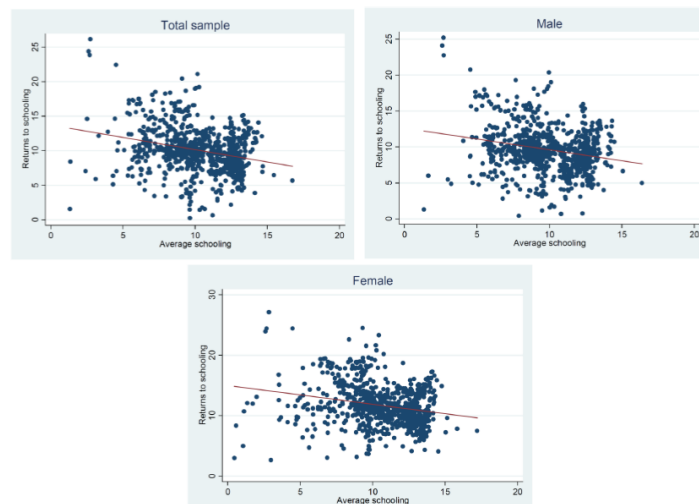 Total sample
Returns to schooling
25
20
15
10
5
0
0 5 10 15 20
Average schooling
Male
Returns to schooling
25
20
15
10
5
0
0 5 10 15 20
Average schooling
Female
Returns to schooling
30
20
10
0
0 5 10 15 20
Average schooling